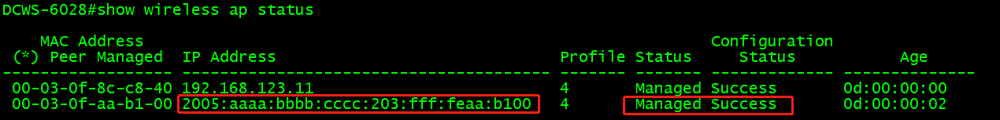 DCWS-6028#show wireless ap status
MAC Address Configuration
(*) Peer Managed IP Address Profile Status Status Age
------------------ --------------------------------------- ------- ------- ------------- --------------
00-03-0f-8c-c8-40 192.168.123.11 4 Managed Success 0d:00:00:00
00-03-0f-aa-b1-00 2005:aaaa:bbbb:cccc:203:fff:feaa:b100 4 Managed Success 0d:00:00:02